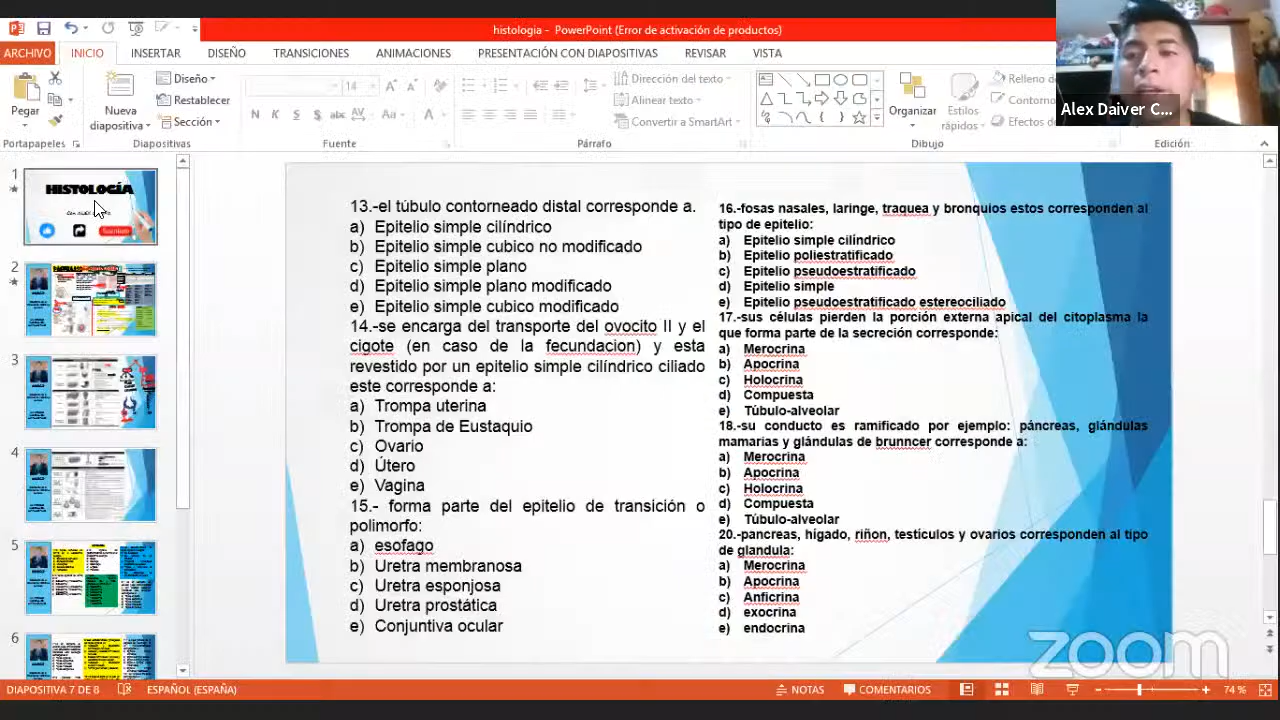 histologia - PowerPoint (Error de activación de productos)
ARCHIVO INICIO INSERTAR DISEÑO TRANSICIONES ANIMACIONES PRESENTACIÓN CON DIAPOSITIVAS REVISAR VISTA
Pegar
Nueva diapositiva
Diseño
Restablecer
Sección
N K S abc
Dirección del texto
Alinear texto
Convertir a SmartArt
Organizar
Estilos rápidos
Relleno
Contorno
Efectos
Portapapeles Diapositivas Fuente Párrafo Dibujo Edición
Alex Daiver C...
1
HISTOLOGÍA
2
3
4
5
6
13.-el túbulo contorneado distal corresponde a.
a) Epitelio simple cilíndrico
b) Epitelio simple cubico no modificado
c) Epitelio simple plano
d) Epitelio simple plano modificado
e) Epitelio simple cubico modificado
14.-se encarga del transporte del ovocito II y el
cigote (en caso de la fecundacion) y esta
revestido por un epitelio simple cilíndrico ciliado
este corresponde a:
a) Trompa uterina
b) Trompa de Eustaquio
c) Ovario
d) Útero
e) Vagina
15.- forma parte del epitelio de transición o
polimorfo:
a) esofago
b) Uretra membranosa
c) Uretra esponjosa
d) Uretra prostática
e) Conjuntiva ocular
16.-fosas nasales, laringe, traquea y bronquios estos corresponden al
tipo de epitelio:
a) Epitelio simple cilíndrico
b) Epitelio poliestratificado
c) Epitelio pseudoestratificado
d) Epitelio simple
e) Epitelio pseudoestratificado estereociliado
17.-sus células pierden la porción externa apical del citoplasma la
que forma parte de la secreción corresponde:
a) Merocrina
b) Apocrina
c) Holocrina
d) Compuesta
e) Túbulo-alveolar
18.-su conducto es ramificado por ejemplo: páncreas, glándulas
mamarias y glándulas de brunncer corresponde a:
a) Merocrina
b) Apocrina
c) Holocrina
d) Compuesta
e) Túbulo-alveolar
20.-pancreas, hígado, riñon, testículos y ovarios corresponden al tipo
de glandula:
a) Merocrina
b) Apocrina
c) Anficrina
d) exocrina
e) endocrina
zoom
DIAPOSITIVA 7 DE 8 ESPAÑOL (ESPAÑA) NOTAS COMENTARIOS 74 %